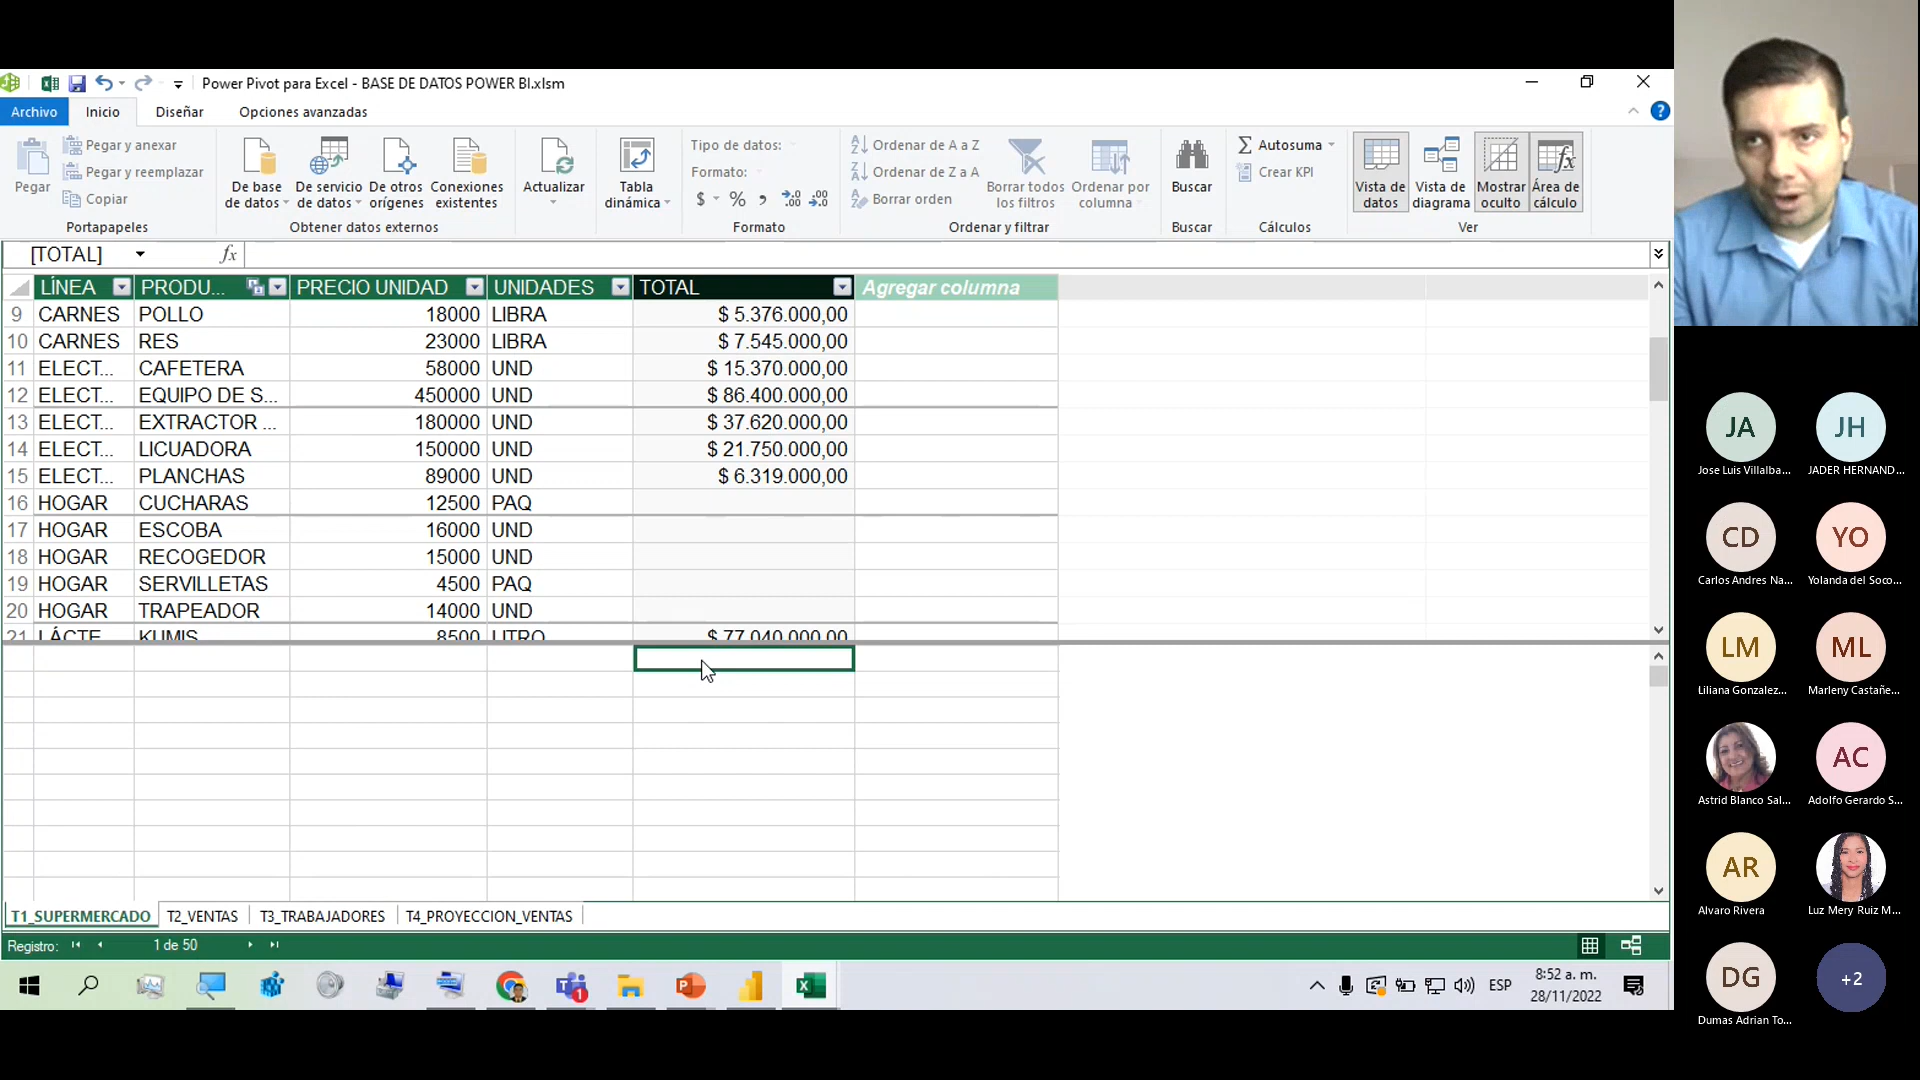 Power Pivot para Excel - BASE DE DATOS POWER BI.xlsm
Archivo Inicio Diseñar Opciones avanzadas
Pegar
Pegar y anexar
Pegar y reemplazar
Copiar
Portapapeles
De base de datos
De servicio de datos
De otros orígenes
Conexiones existentes
Obtener datos externos
Actualizar
Tabla dinámica
Tipo de datos:
Formato:
$ % ,
Formato
Ordenar de A a Z
Ordenar de Z a A
Borrar orden
Borrar todos los filtros
Ordenar por columna
Ordenar y filtrar
Buscar
Buscar
Autosuma
Crear KPI
Cálculos
Vista de datos
Vista de diagrama
Mostrar oculto
Área de cálculo
Ver
[TOTAL] fx
LÍNEA PRODU... PRECIO UNIDAD UNIDADES TOTAL Agregar columna
9 CARNES POLLO 18000 LIBRA $ 5.376.000,00
10 CARNES RES 23000 LIBRA $ 7.545.000,00
11 ELECT... CAFETERA 58000 UND $ 15.370.000,00
12 ELECT... EQUIPO DE S... 450000 UND $ 86.400.000,00
13 ELECT... EXTRACTOR ... 180000 UND $ 37.620.000,00
14 ELECT... LICUADORA 150000 UND $ 21.750.000,00
15 ELECT... PLANCHAS 89000 UND $ 6.319.000,00
16 HOGAR CUCHARAS 12500 PAQ
17 HOGAR ESCOBA 16000 UND
18 HOGAR RECOGEDOR 15000 UND
19 HOGAR SERVILLETAS 4500 PAQ
20 HOGAR TRAPEADOR 14000 UND
21 LÁCTE... KUMIS 8500 LITRO $ 77.040.000,00
T1_SUPERMERCADO T2_VENTAS T3_TRABAJADORES T4_PROYECCION_VENTAS
Registro: 1 de 50
ESP
8:52 a. m.
28/11/2022
JA
Jose Luis Villalba...
JH
JADER HERNAND...
CD
Carlos Andres Na...
YO
Yolanda del Soco...
LM
Liliana Gonzalez...
ML
Marleny Castañe...
Astrid Blanco Sal...
AC
Adolfo Gerardo S...
AR
Alvaro Rivera
Luz Mery Ruiz M...
DG
Dumas Adrian To...
+2